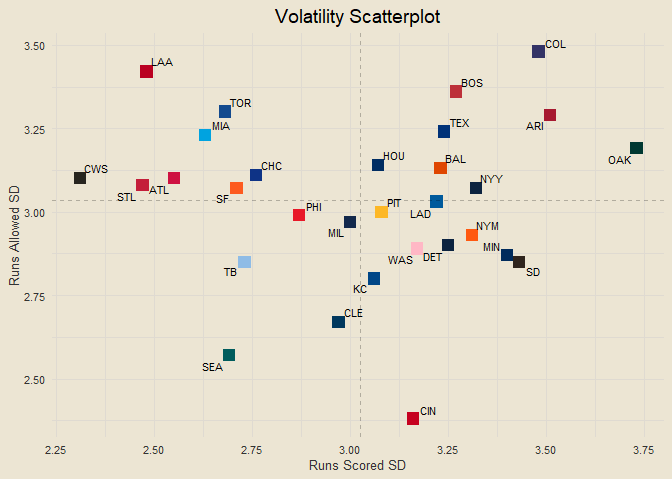 Volatility Scatterplot
3.50
COL
LAA
BOS
TOR
ARI
3.25
MIA
TEX
OAK
HOU
BAL
CWS
CHC
NYY
STL
ATL
SF
PHI
PIT
LAD
3.00
MIL
NYM
WAS
DET
MIN
SD
TB
KC
2.75
CLE
SEA
2.50
CIN
Runs Allowed SD
2.25 2.50 2.75 3.00 3.25 3.50 3.75
Runs Scored SD